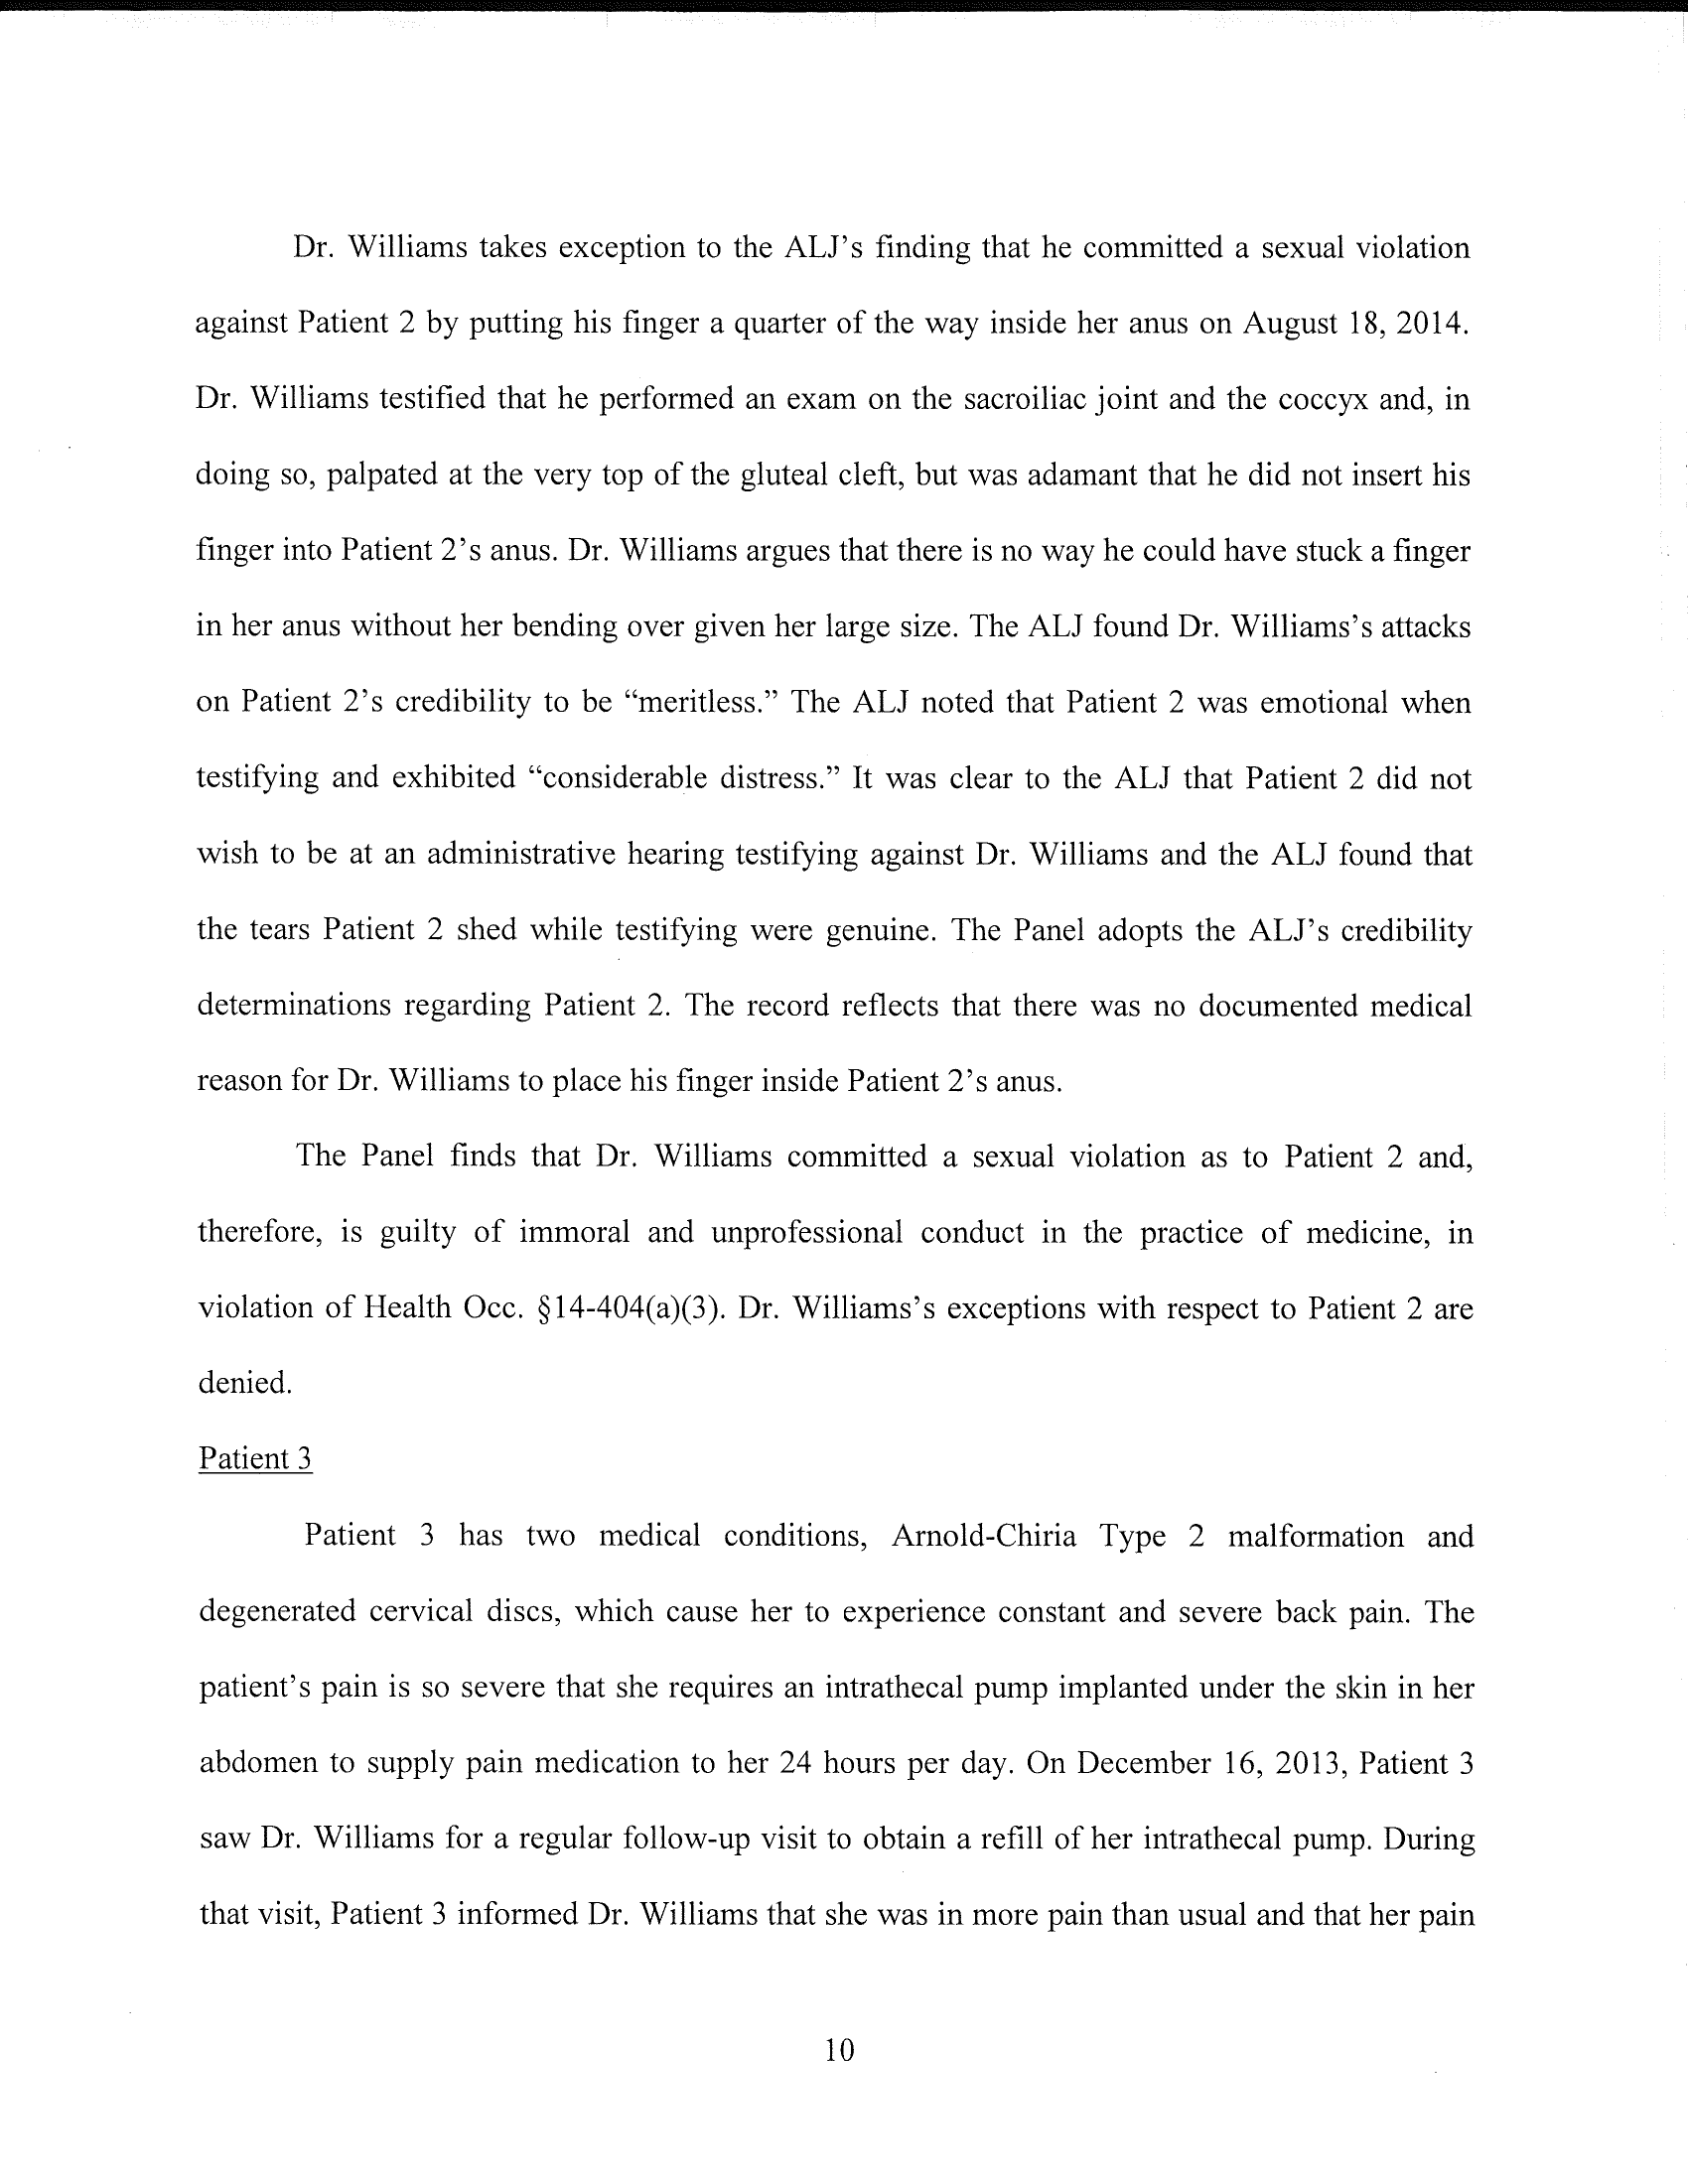 Dr. Williams takes exception to the ALJ's finding that he committed a sexual violation
against Patient 2 by putting his finger a quarter of the way inside her anus on August 18, 2014.
Dr. Williams testified that he performed an exam on the sacroiliac joint and the coccyx and, in
doing so, palpated at the very top of the gluteal cleft, but was adamant that he did not insert his
finger into Patient 2's anus. Dr. Williams argues that there is no way he could have stuck a finger
in her anus without her bending over given her large size. The ALJ found Dr. Williams's attacks
on Patient 2's credibility to be “meritless.” The ALJ noted that Patient 2 was emotional when
testifying and exhibited “considerable distress.” It was clear to the ALJ that Patient 2 did not
wish to be at an administrative hearing testifying against Dr. Williams and the ALJ found that
the tears Patient 2 shed while testifying were genuine. The Panel adopts the ALJ's credibility
determinations regarding Patient 2. The record reflects that there was no documented medical
reason for Dr. Williams to place his finger inside Patient 2's anus.
The Panel finds that Dr. Williams committed a sexual violation as to Patient 2 and,
therefore, is guilty of immoral and unprofessional conduct in the practice of medicine, in
violation of Health Occ. §14-404(a)(3). Dr. Williams's exceptions with respect to Patient 2 are
denied.
Patient 3
Patient 3 has two medical conditions, Arnold-Chiria Type 2 malformation and
degenerated cervical discs, which cause her to experience constant and severe back pain. The
patient's pain is so severe that she requires an intrathecal pump implanted under the skin in her
abdomen to supply pain medication to her 24 hours per day. On December 16, 2013, Patient 3
saw Dr. Williams for a regular follow-up visit to obtain a refill of her intrathecal pump. During
that visit, Patient 3 informed Dr. Williams that she was in more pain than usual and that her pain
10